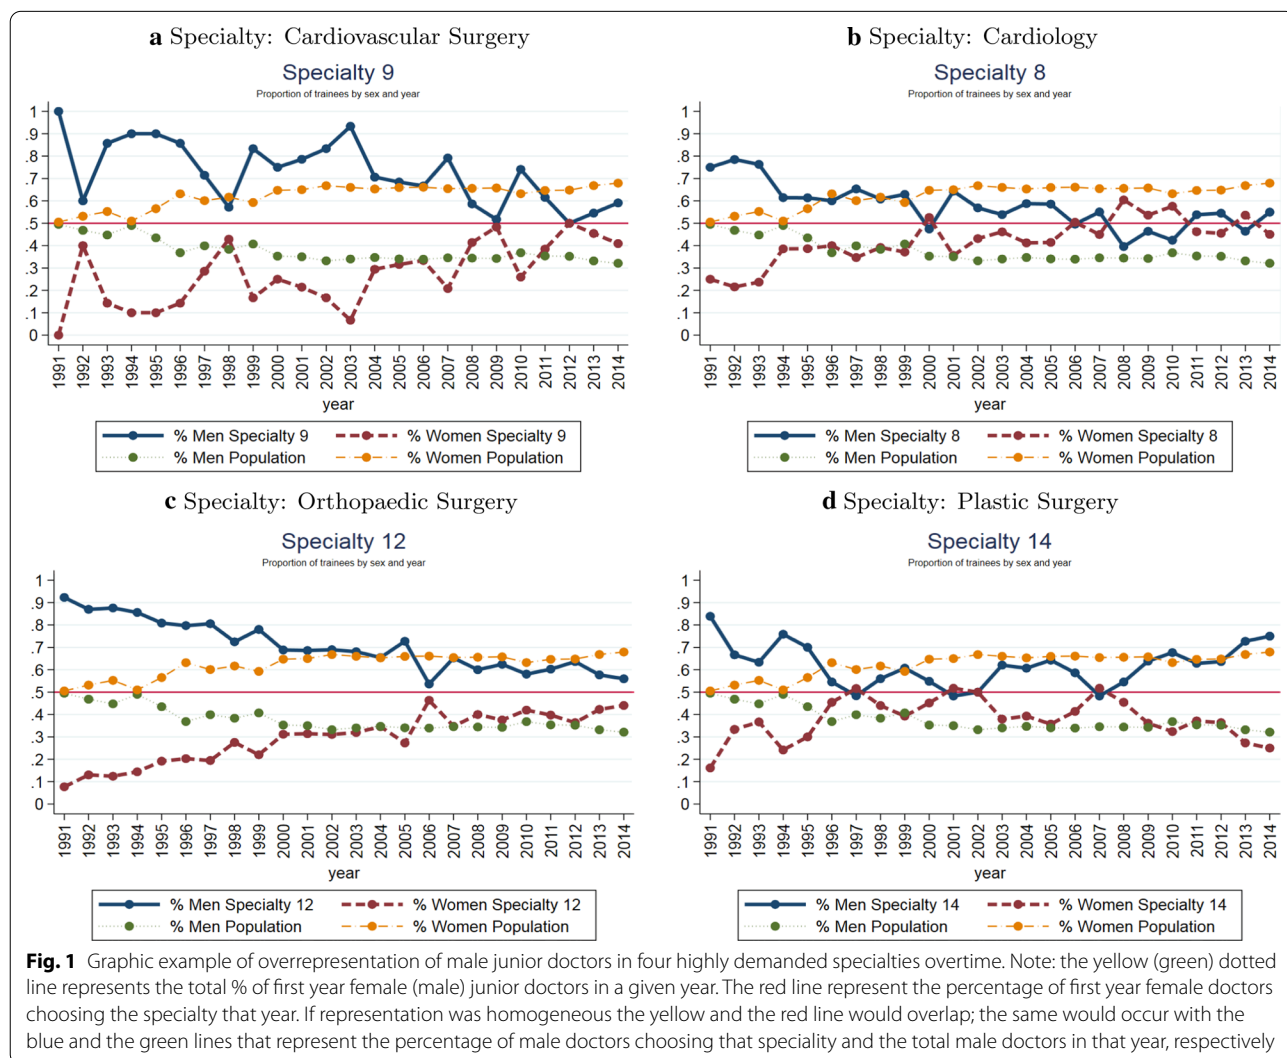 a Specialty: Cardiovascular Surgery
Specialty 9
Proportion of trainees by sex and year
1
.9
.8
.7
.6
.5
.4
.3
.2
.1
0
1991 1992 1993 1994 1995 1996 1997 1998 1999 2000 2001 2002 2003 2004 2005 2006 2007 2008 2009 2010 2011 2012 2013 2014
year
% Men Specialty 9 % Women Specialty 9
% Men Population % Women Population
b Specialty: Cardiology
Specialty 8
Proportion of trainees by sex and year
1
.9
.8
.7
.6
.5
.4
.3
.2
.1
0
1991 1992 1993 1994 1995 1996 1997 1998 1999 2000 2001 2002 2003 2004 2005 2006 2007 2008 2009 2010 2011 2012 2013 2014
year
% Men Specialty 8 % Women Specialty 8
% Men Population % Women Population
c Specialty: Orthopaedic Surgery
Specialty 12
Proportion of trainees by sex and year
1
.9
.8
.7
.6
.5
.4
.3
.2
.1
0
1991 1992 1993 1994 1995 1996 1997 1998 1999 2000 2001 2002 2003 2004 2005 2006 2007 2008 2009 2010 2011 2012 2013 2014
year
% Men Specialty 12 % Women Specialty 12
% Men Population % Women Population
d Specialty: Plastic Surgery
Specialty 14
Proportion of trainees by sex and year
1
.9
.8
.7
.6
.5
.4
.3
.2
.1
0
1991 1992 1993 1994 1995 1996 1997 1998 1999 2000 2001 2002 2003 2004 2005 2006 2007 2008 2009 2010 2011 2012 2013 2014
year
% Men Specialty 14 % Women Specialty 14
% Men Population % Women Population
Fig. 1 Graphic example of overrepresentation of male junior doctors in four highly demanded specialties overtime. Note: the yellow (green) dotted
line represents the total % of first year female (male) junior doctors in a given year. The red line represent the percentage of first year female doctors
choosing the specialty that year. If representation was homogeneous the yellow and the red line would overlap; the same would occur with the
blue and the green lines that represent the percentage of male doctors choosing that speciality and the total male doctors in that year, respectively